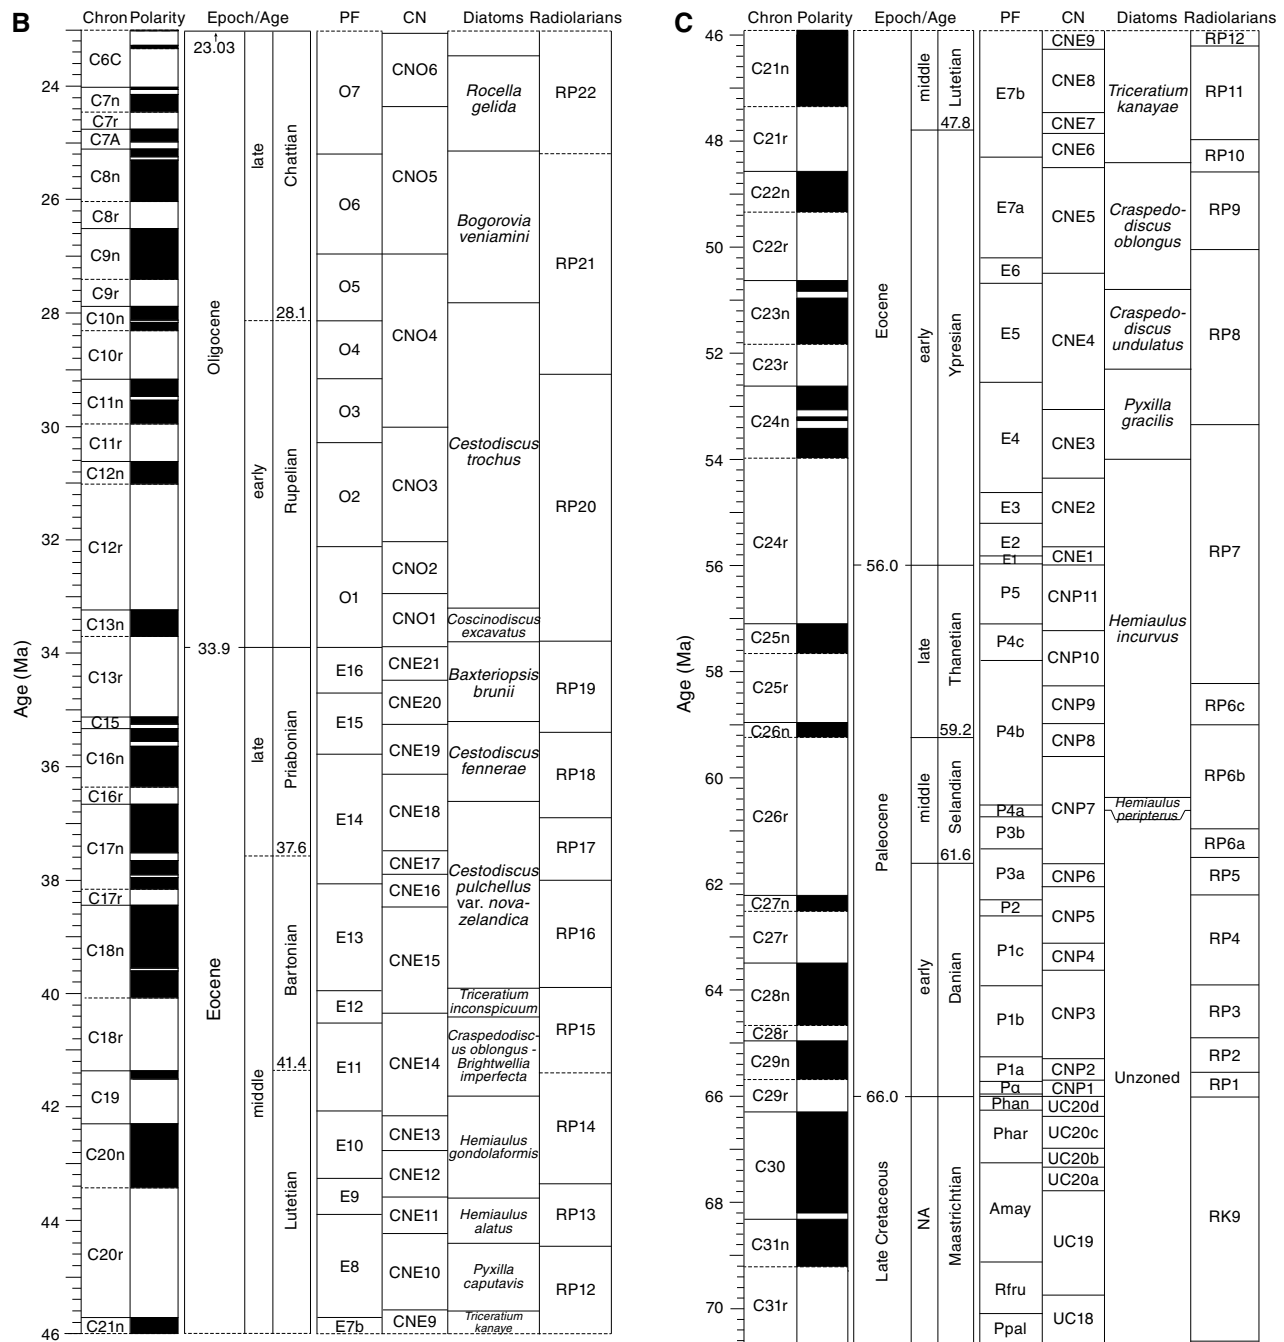 B
Chron Polarity Epoch/Age PF CN Diatoms Radiolarians
Age (Ma)
24
26
28
30
32
34
36
38
40
42
44
46
C6C
C7n
C7r
C7A
C8n
C8r
C9n
C9r
C10n
C10r
C11n
C11r
C12n
C12r
C13n
C13r
C15
C16n
C16r
C17n
C17r
C18n
C18r
C19
C20n
C20r
C21n
23.03
33.9
Oligocene
Eocene
late
early
late
middle
28.1
37.6
41.4
Chattian
Rupelian
Priabonian
Bartonian
Lutetian
O7
O6
O5
O4
O3
O2
O1
E16
E15
E14
E13
E12
E11
E10
E9
E8
E7b
CNO6
CNO5
CNO4
CNO3
CNO2
CNO1
CNE21
CNE20
CNE19
CNE18
CNE17
CNE16
CNE15
CNE14
CNE13
CNE12
CNE11
CNE10
CNE9
Rocella
gelida
Bogorovia
veniamini
Cestodiscus
trochus
Coscinodiscus
excavatus
Baxteriopsis
brunii
Cestodiscus
fennerae
Cestodiscus
pulchellus
var. nova-
zelandica
Triceratium
inconspicuum
Craspedodisc-
us oblongus -
Brightwellia
imperfecta
Hemiaulus
gondolaformis
Hemiaulus
alatus
Pyxilla
caputavis
Triceratium
kanaye
RP22
RP21
RP20
RP19
RP18
RP17
RP16
RP15
RP14
RP13
RP12
C
Chron Polarity Epoch/Age PF CN Diatoms Radiolarians
Age (Ma)
46
48
50
52
54
56
58
60
62
64
66
68
70
C21n
C21r
C22n
C22r
C23n
C23r
C24n
C24r
C25n
C25r
C26n
C26r
C27n
C27r
C28n
C28r
C29n
C29r
C30
C31n
C31r
56.0
66.0
Eocene
Paleocene
Late Cretaceous
middle
early
late
middle
early
NA
47.8
59.2
61.6
Lutetian
Ypresian
Thanetian
Selandian
Danian
Maastrichtian
E7b
E7a
E6
E5
E4
E3
E2
E1
P5
P4c
P4b
P4a
P3b
P3a
P2
P1c
P1b
P1a
Pα
Phan
Phar
Amay
Rfru
Ppal
CNE9
CNE8
CNE7
CNE6
CNE5
CNE4
CNE3
CNE2
CNE1
CNP11
CNP10
CNP9
CNP8
CNP7
CNP6
CNP5
CNP4
CNP3
CNP2
CNP1
UC20d
UC20c
UC20b
UC20a
UC19
UC18
Triceratium
kanayae
Craspedo-
discus
oblongus
Craspedo-
discus
undulatus
Pyxilla
gracilis
Hemiaulus
incurvus
Hemiaulus
peripterus
Unzoned
RP12
RP11
RP10
RP9
RP8
RP7
RP6c
RP6b
RP6a
RP5
RP4
RP3
RP2
RP1
RK9